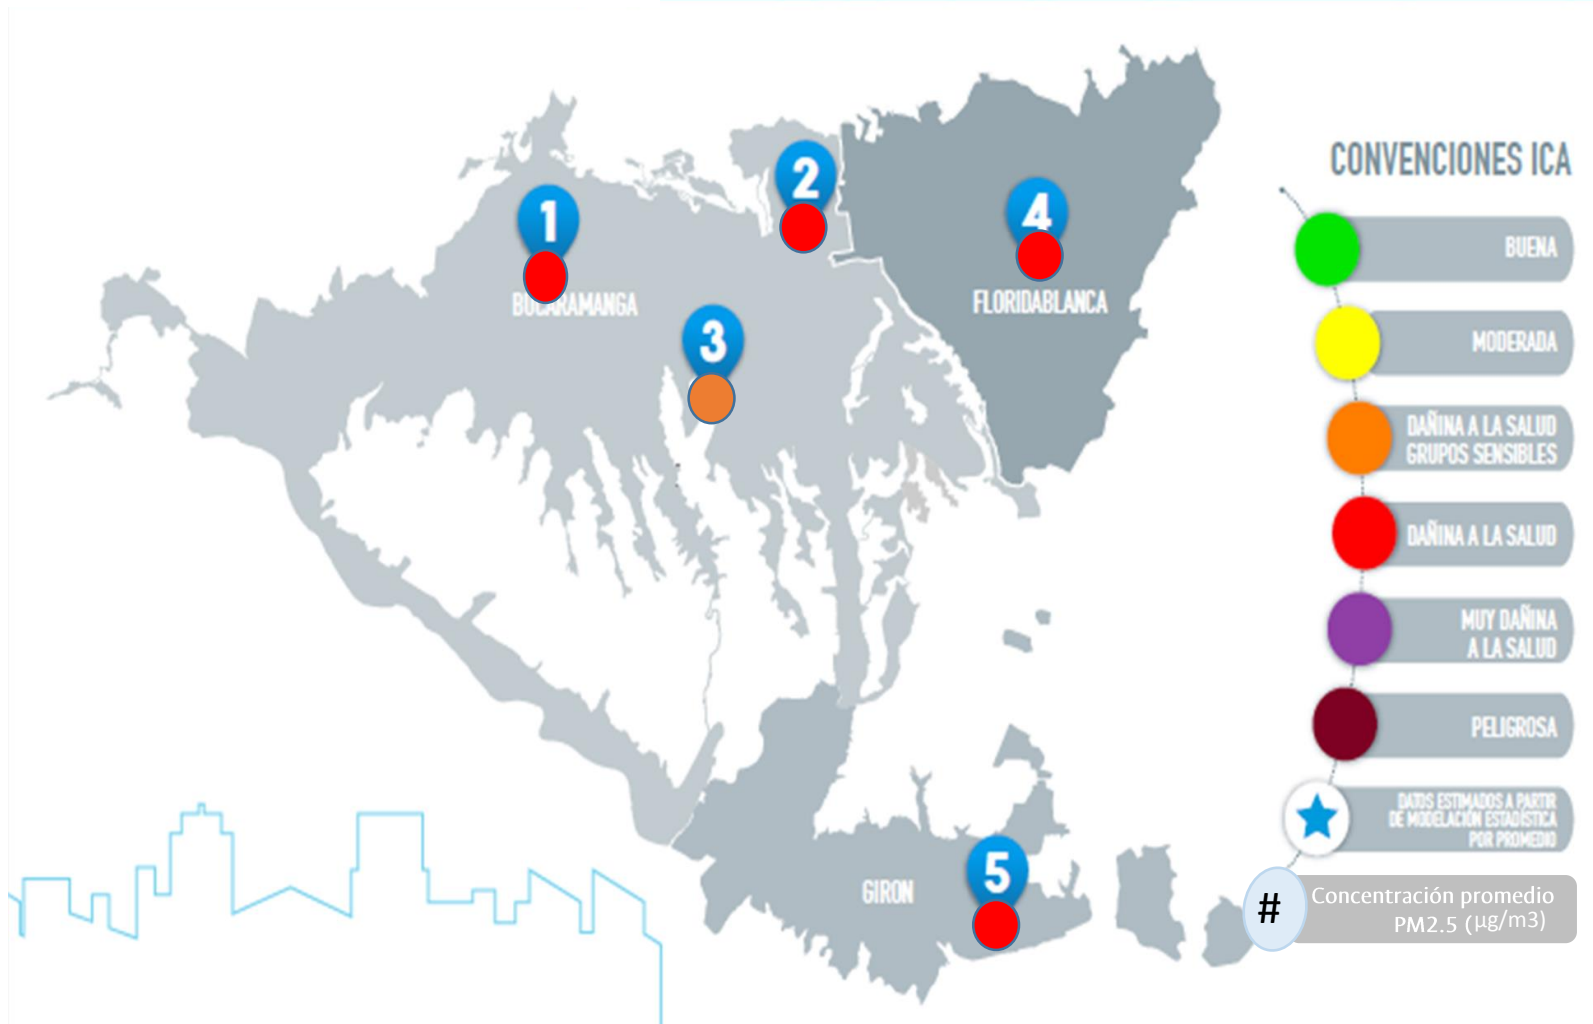 CONVENCIONES ICA
1
2
4
BUCARAMANGA
FLORIDABLANCA
3
BUENA
MODERADA
DAÑINA A LA SALUD
GRUPOS SENSIBLES
DAÑINA A LA SALUD
MUY DAÑINA
A LA SALUD
PELIGROSA
DATOS ESTIMADOS A PARTIR
DE MODELACIÓN ESTADÍSTICA
POR PROMEDIO
GIRON
5
#
Concentración promedio
PM2.5 (µg/m3)